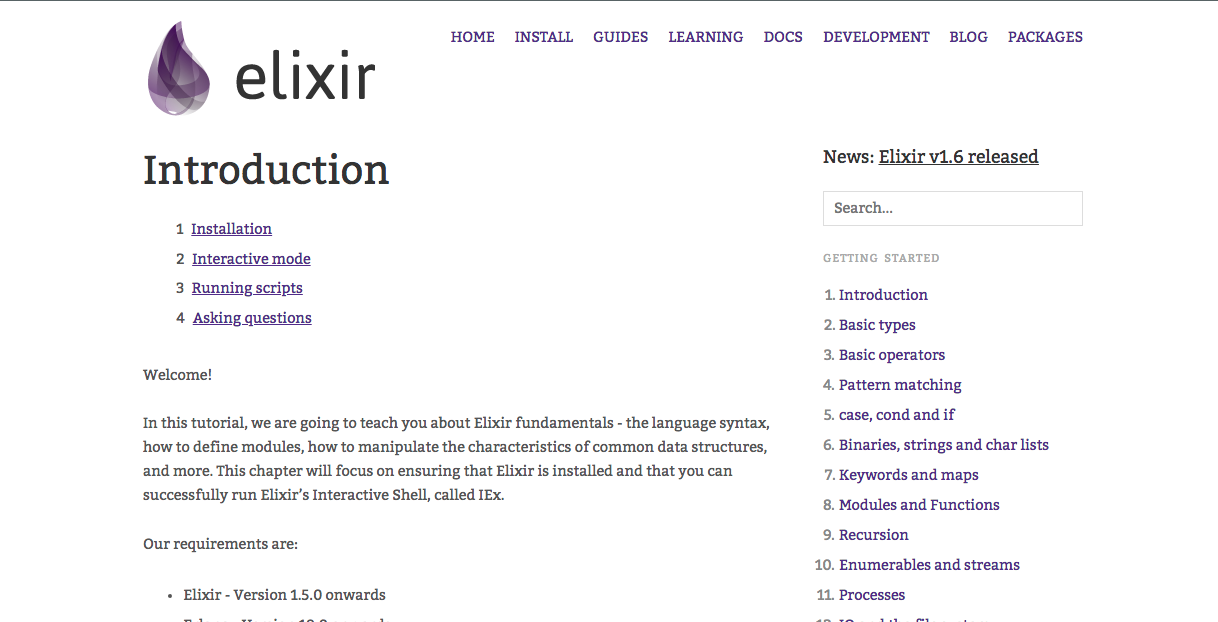 elixir
HOME INSTALL GUIDES LEARNING DOCS DEVELOPMENT BLOG PACKAGES
Introduction
1 Installation
2 Interactive mode
3 Running scripts
4 Asking questions
Welcome!
In this tutorial, we are going to teach you about Elixir fundamentals - the language syntax,
how to define modules, how to manipulate the characteristics of common data structures,
and more. This chapter will focus on ensuring that Elixir is installed and that you can
successfully run Elixir’s Interactive Shell, called IEx.
Our requirements are:
• Elixir - Version 1.5.0 onwards
News: Elixir v1.6 released
Search...
GETTING STARTED
1. Introduction
2. Basic types
3. Basic operators
4. Pattern matching
5. case, cond and if
6. Binaries, strings and char lists
7. Keywords and maps
8. Modules and Functions
9. Recursion
10. Enumerables and streams
11. Processes